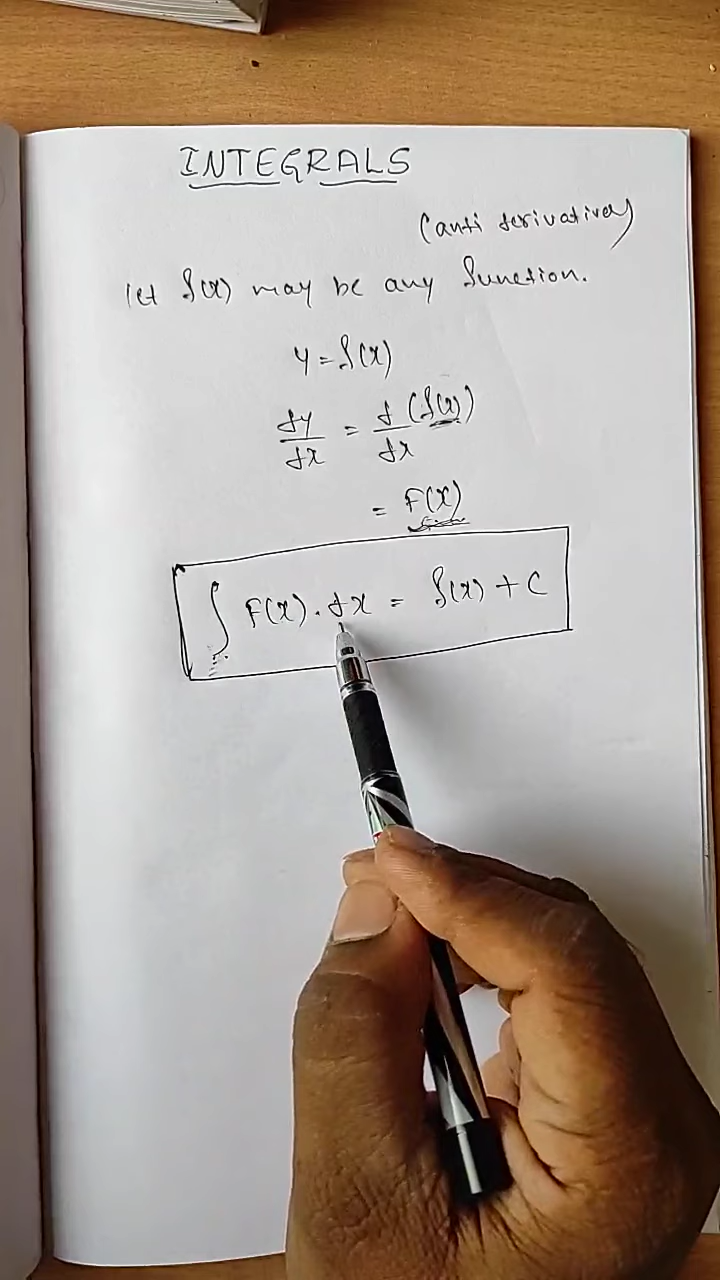 INTEGRALS
(anti derivatives)
let f(x) may be any function.
y = f(x)
dy/dx = d/dx (f(x))
= F(x)
∫ F(x) . dx = f(x) + C